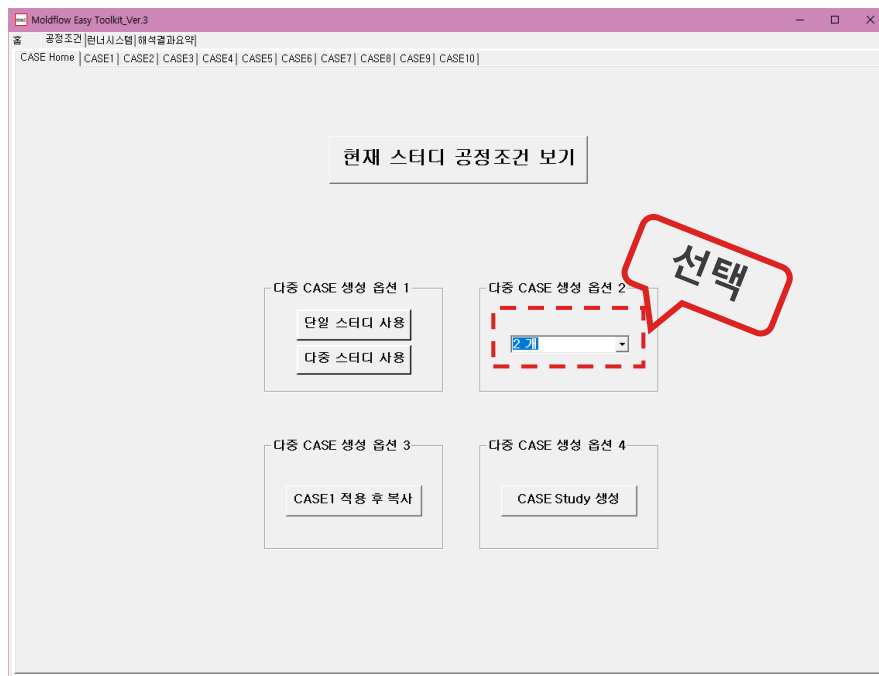 Moldflow Easy Toolkit_Ver.3
홈 공정조건 런너시스템 해석결과요약
CASE Home CASE1 CASE2 CASE3 CASE4 CASE5 CASE6 CASE7 CASE8 CASE9 CASE10
현재 스터디 공정조건 보기
선택
다중 CASE 생성 옵션 1
단일 스터디 사용
다중 스터디 사용
다중 CASE 생성 옵션 2
2 개
다중 CASE 생성 옵션 3
CASE1 적용 후 복사
다중 CASE 생성 옵션 4
CASE Study 생성